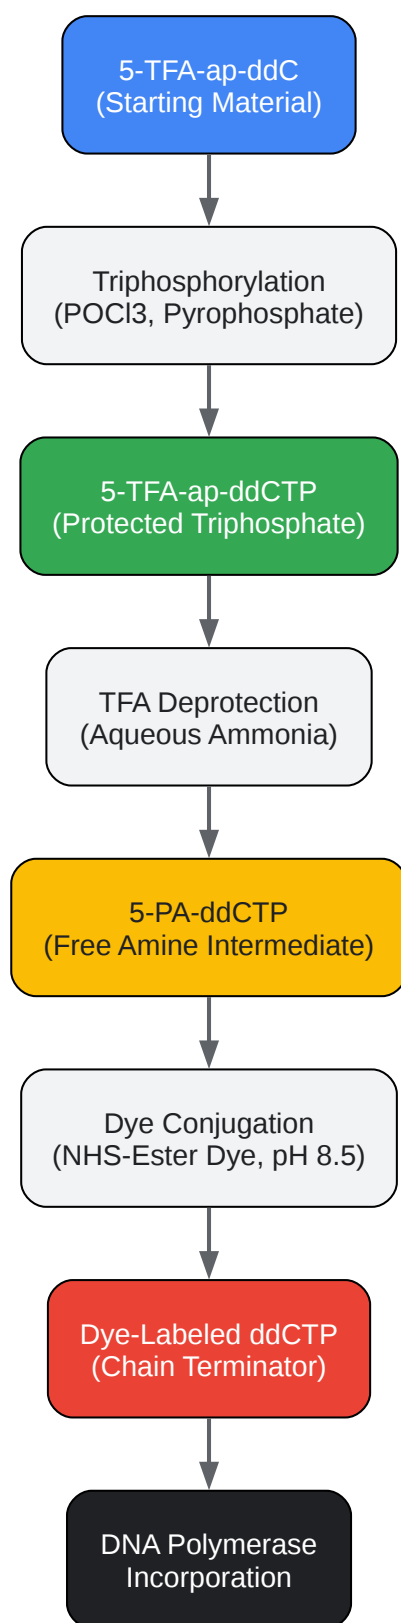 5-TFA-ap-ddC
(Starting Material)
Triphosphorylation
(POCl3, Pyrophosphate)
5-TFA-ap-ddCTP
(Protected Triphosphate)
TFA Deprotection
(Aqueous Ammonia)
5-PA-ddCTP
(Free Amine Intermediate)
Dye Conjugation
(NHS-Ester Dye, pH 8.5)
Dye-Labeled ddCTP
(Chain Terminator)
DNA Polymerase
Incorporation